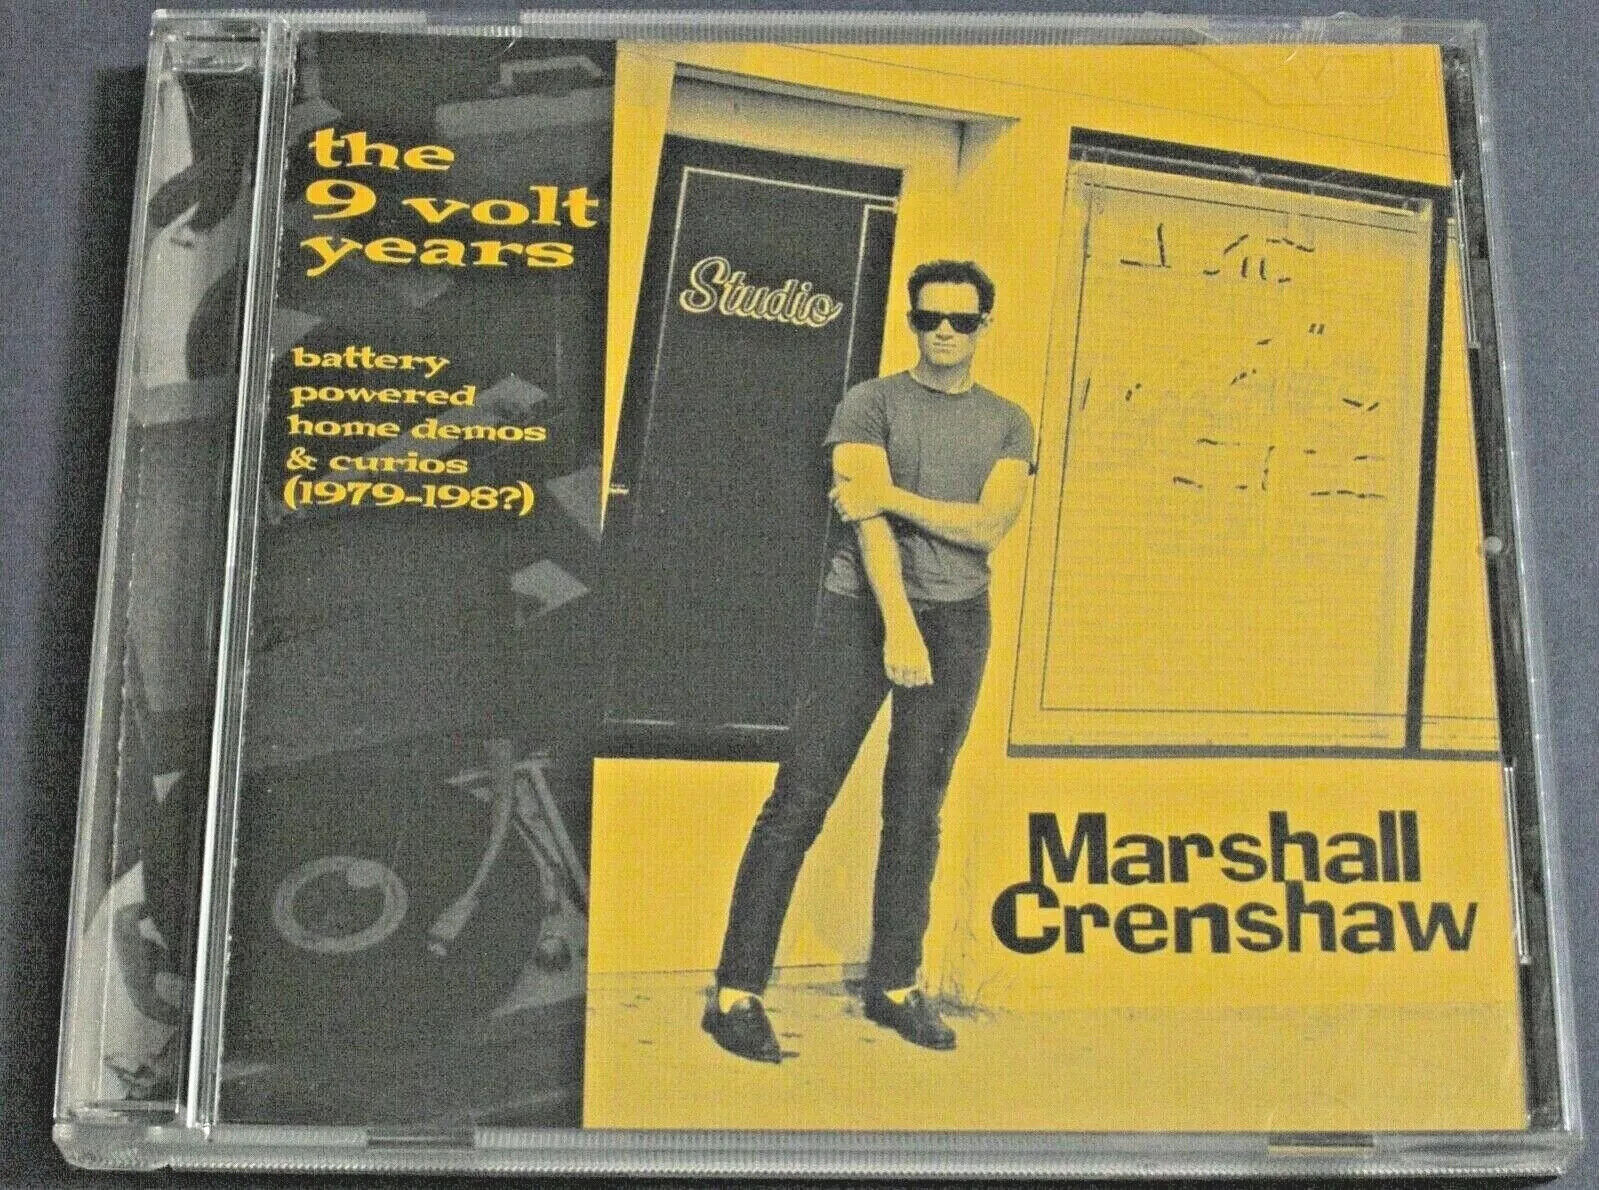 the
9 volt
years
battery
powered
home demos
& curios
(1979-198?)
Studio
Marshall
Crenshaw